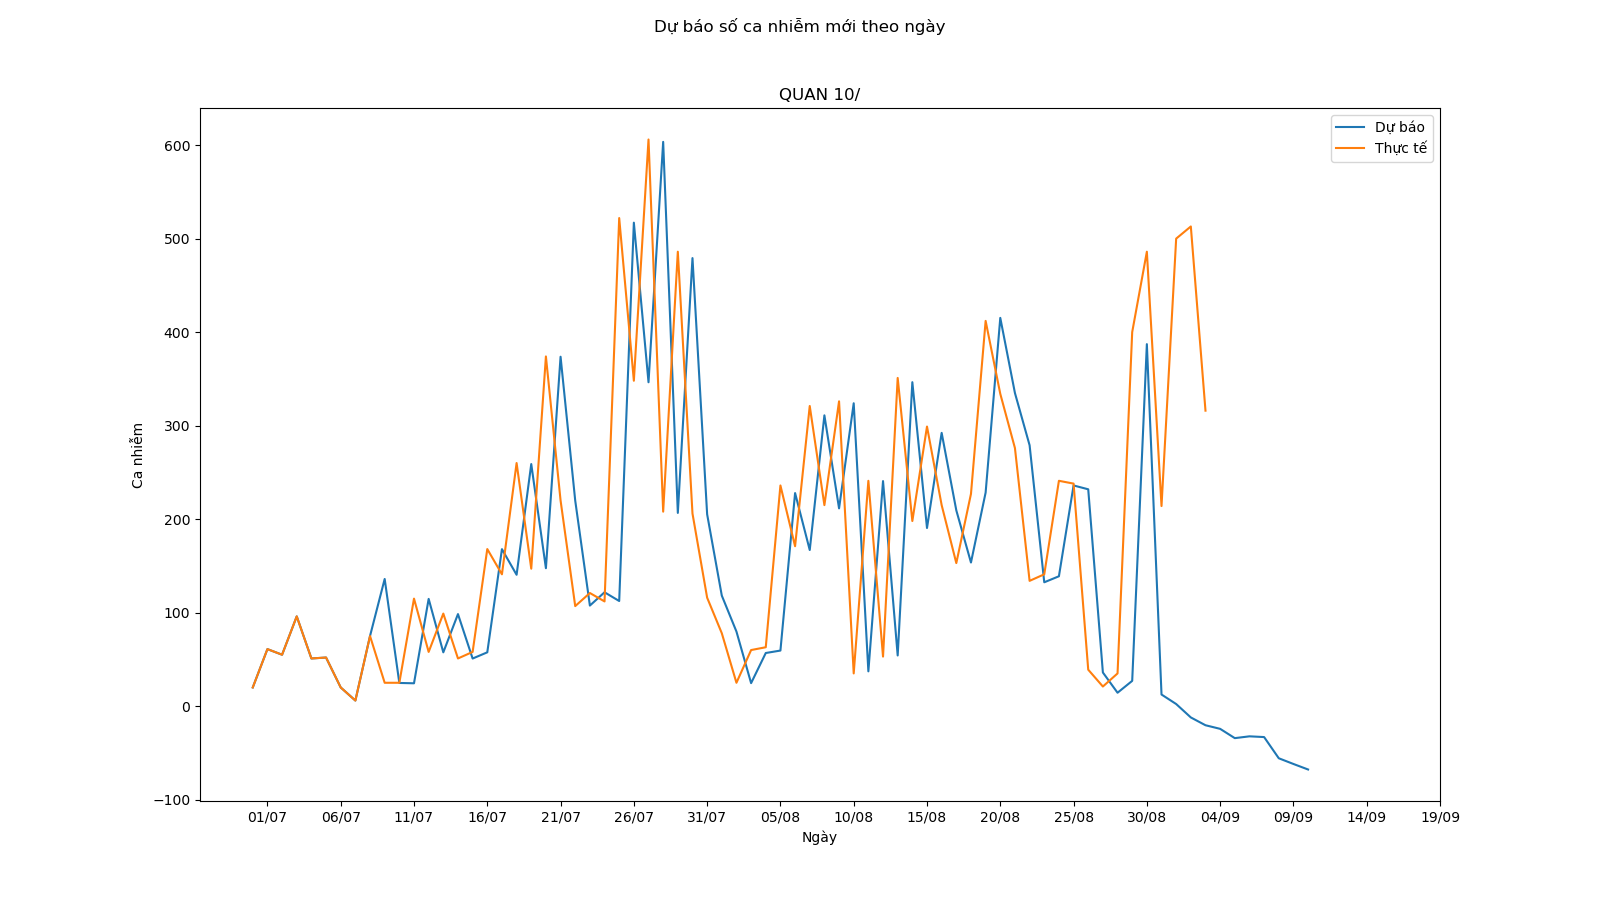 Dự báo số ca nhiễm mới theo ngày
QUAN 10/
Dự báo
Thực tế
Ca nhiễm
600
500
400
300
200
100
0
−100
01/07 06/07 11/07 16/07 21/07 26/07 31/07 05/08 10/08 15/08 20/08 25/08 30/08 04/09 09/09 14/09 19/09
Ngày